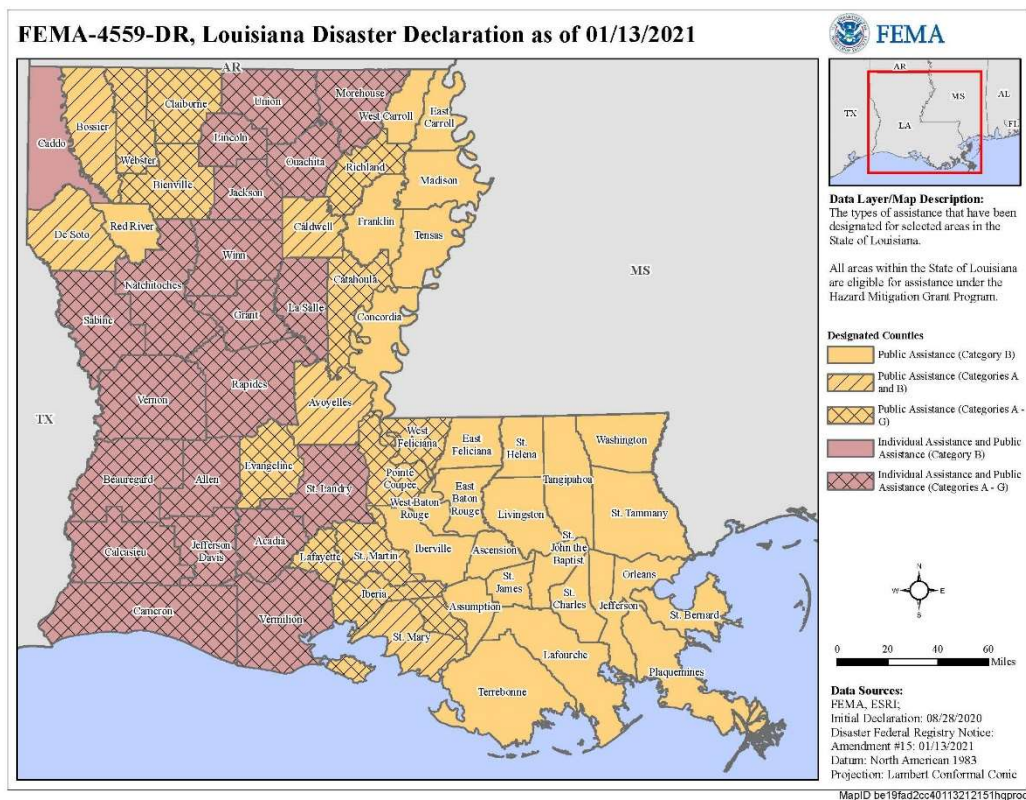 FEMA-4559-DR, Louisiana Disaster Declaration as of 01/13/2021
FEMA
AR
Union
Morehouse
Claiborne
West Carroll
East
Carroll
Bossier
Lincoln
Caddo
Webster
Ouachita
Richland
Bienville
Madison
Jackson
Red River
Caldwell
Franklin
De Soto
Tensas
Winn
Natchitoches
Catahoula
La Salle
Sabine
Grant
Concordia
MS
Rapides
Vernon
Avoyelles
TX
West
Feliciana
East
Feliciana
St.
Helena
Washington
Evangeline
Beauregard
Allen
Pointe
Coupee
Tangipahoa
St. Landry
East
Baton
Rouge
West Baton
Rouge
Livingston
St. Tammany
Calcasieu
Jefferson
Davis
Acadia
Lafayette
St. Martin
Iberville
Ascension
St.
John the
Baptist
Orleans
Iberia
St.
James
Cameron
Vermilion
Assumption
St.
Charles
Jefferson
St. Bernard
St. Mary
Lafourche
Plaquemines
Terrebonne
AR
MS
AL
TX
LA
FL
Data Layer/Map Description:
The types of assistance that have been
designated for selected areas in the
State of Louisiana.
All areas within the State of Louisiana
are eligible for assistance under the
Hazard Mitigation Grant Program.
Designated Counties
Public Assistance (Category B)
Public Assistance (Categories A
and B)
Public Assistance (Categories A -
G)
Individual Assistance and Public
Assistance (Category B)
Individual Assistance and Public
Assistance (Categories A - G)
N
W
E
S
0 20 40 60
Miles
Data Sources:
FEMA, ESRI;
Initial Declaration: 08/28/2020
Disaster Federal Registry Notice:
Amendment #15: 01/13/2021
Datum: North American 1983
Projection: Lambert Conformal Conic
MapID be19fad2cc40113212151hqprod